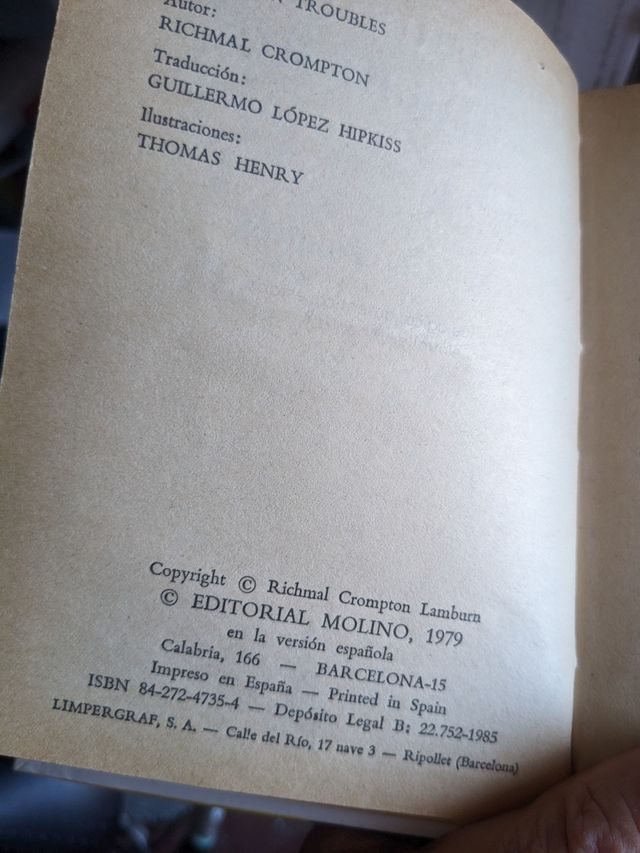 TROUBLES
Autor:
RICHMAL CROMPTON
Traducción:
GUILLERMO LÓPEZ HIPKISS
Ilustraciones:
THOMAS HENRY
Copyright © Richmal Crompton Lamburn
© EDITORIAL MOLINO, 1979
en la versión española
Calabria, 166 — BARCELONA-15
Impreso en España — Printed in Spain
ISBN 84-272-4735-4 — Depósito Legal B: 22.752-1985
LIMPERGRAF, S. A. — Calle del Río, 17 nave 3 — Ripollet (Barcelona)